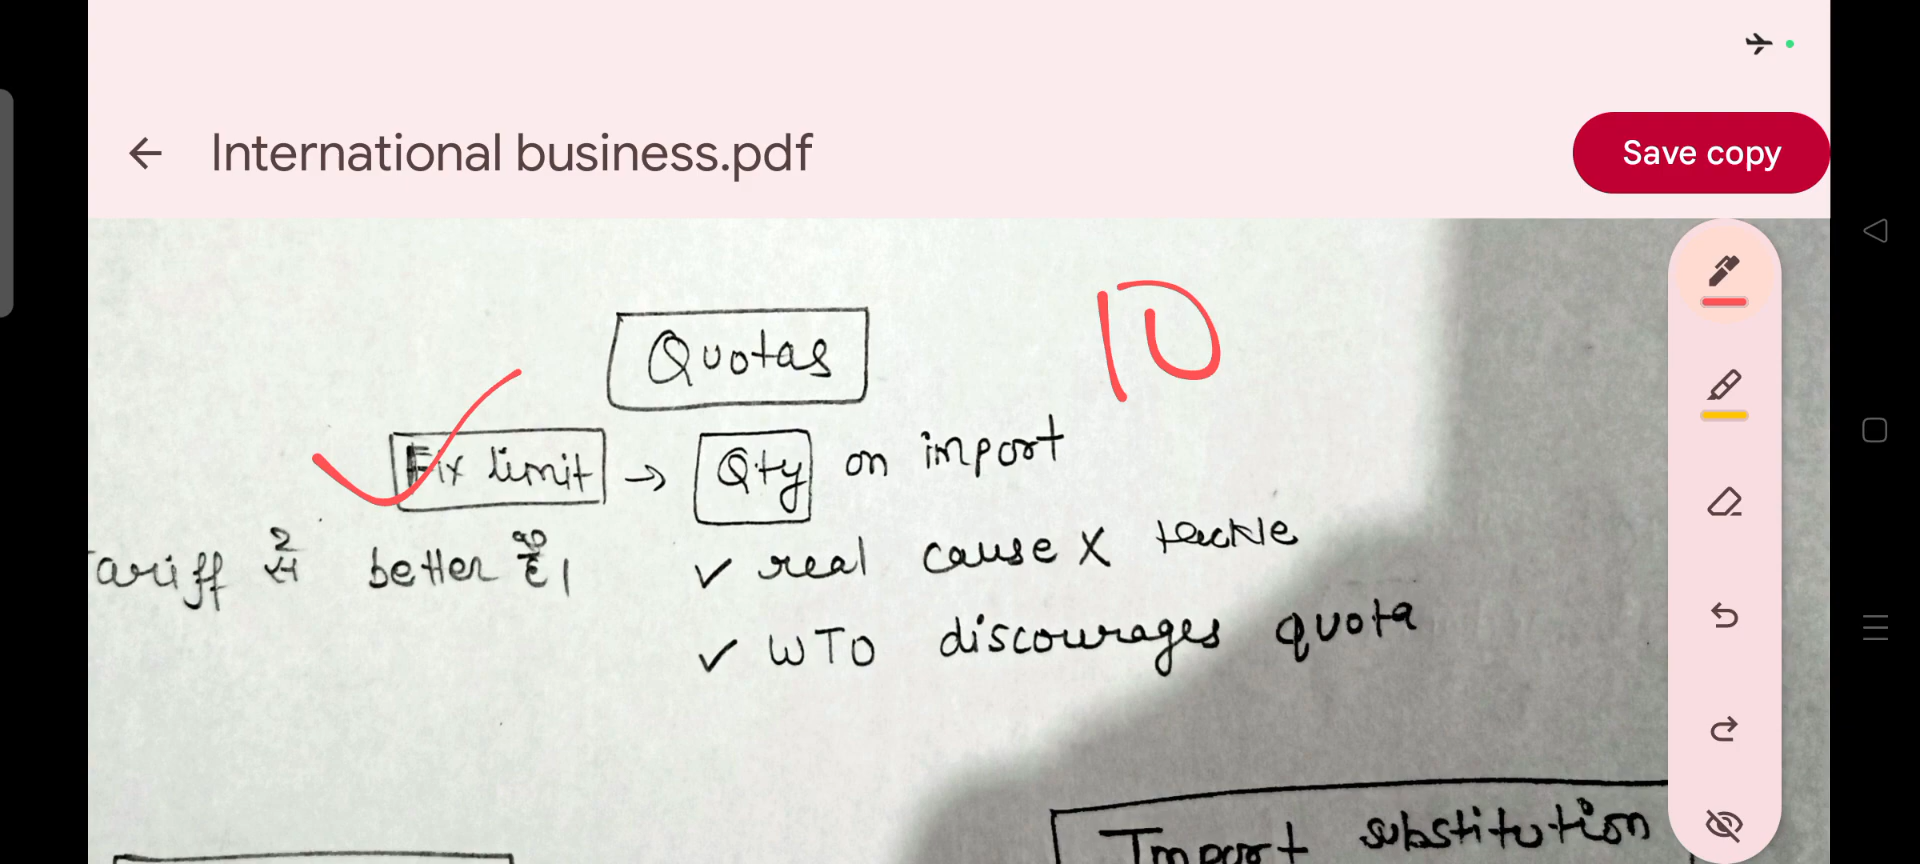 International business.pdf
Save copy
Quotas
10
Fix limit → Qty on import
ariff से better है।
✓ real cause X tackle
✓ WTO discourages quota
Import substitution